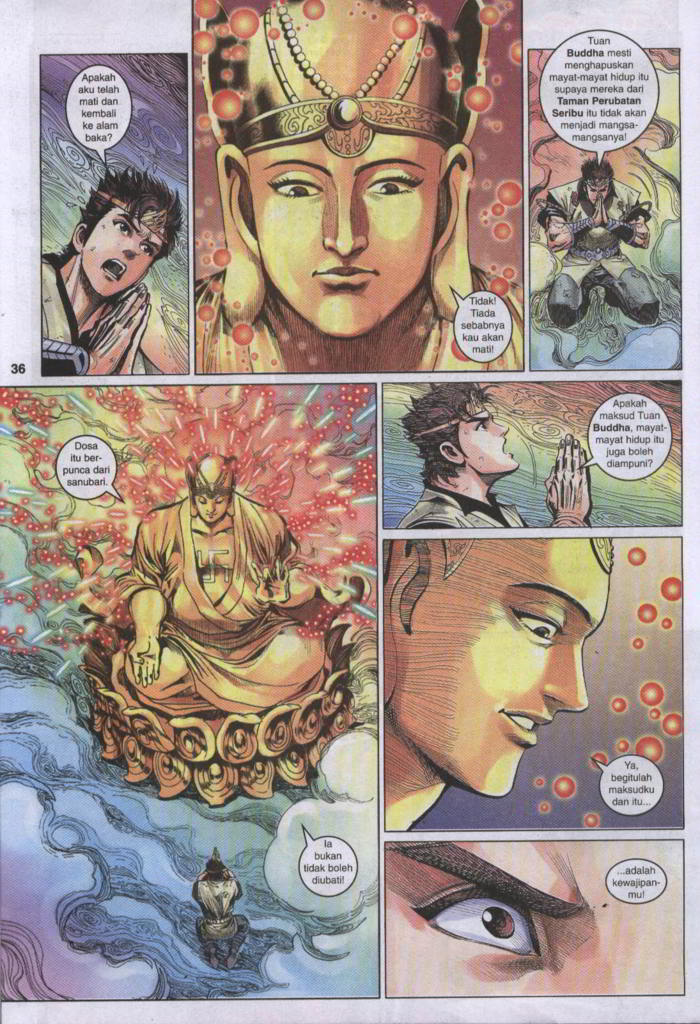 Apakah
aku telah
mati dan
kembali
ke alam
baka?
Tidak!
Tiada
sebabnya
kau akan
mati!
Tuan
Buddha mesti
menghapuskan
mayat-mayat hidup itu
supaya mereka dari
Taman Perubatan
Seribu itu tidak akan
menjadi mangsa-
mangsanya!
36
Dosa
itu ber-
punca dari
sanubari.
Ia
bukan
tidak boleh
diubati!
Apakah
maksud Tuan
Buddha, mayat-
mayat hidup itu
juga boleh
diampuni?
Ya,
begitulah
maksudku
dan itu...
...adalah
kewajipan-
mu!